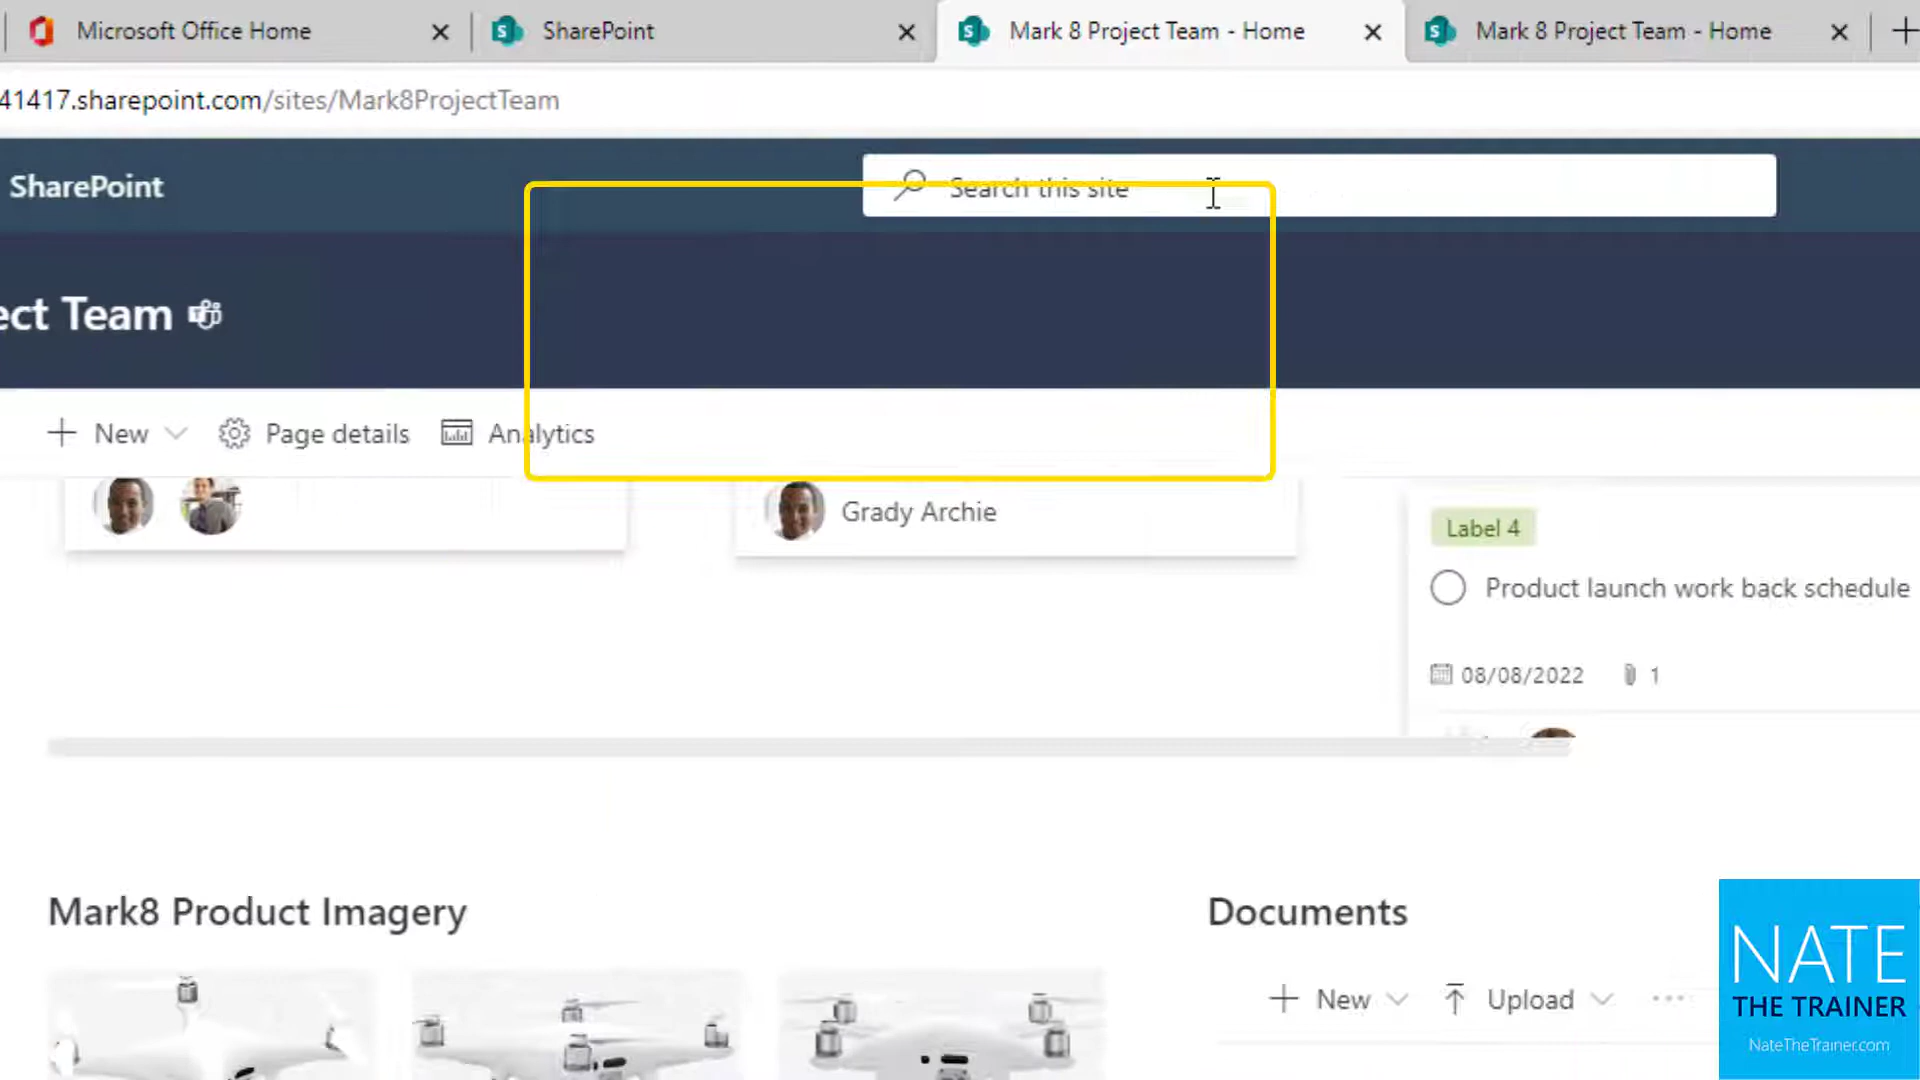 Microsoft Office Home
SharePoint
Mark 8 Project Team - Home
Mark 8 Project Team - Home
41417.sharepoint.com/sites/Mark8ProjectTeam
SharePoint
Search this site
ect Team
New
Page details
Analytics
Grady Archie
Label 4
Product launch work back schedule
08/08/2022
1
Mark8 Product Imagery
Documents
New
Upload
NATE
THE TRAINER
NateTheTrainer.com